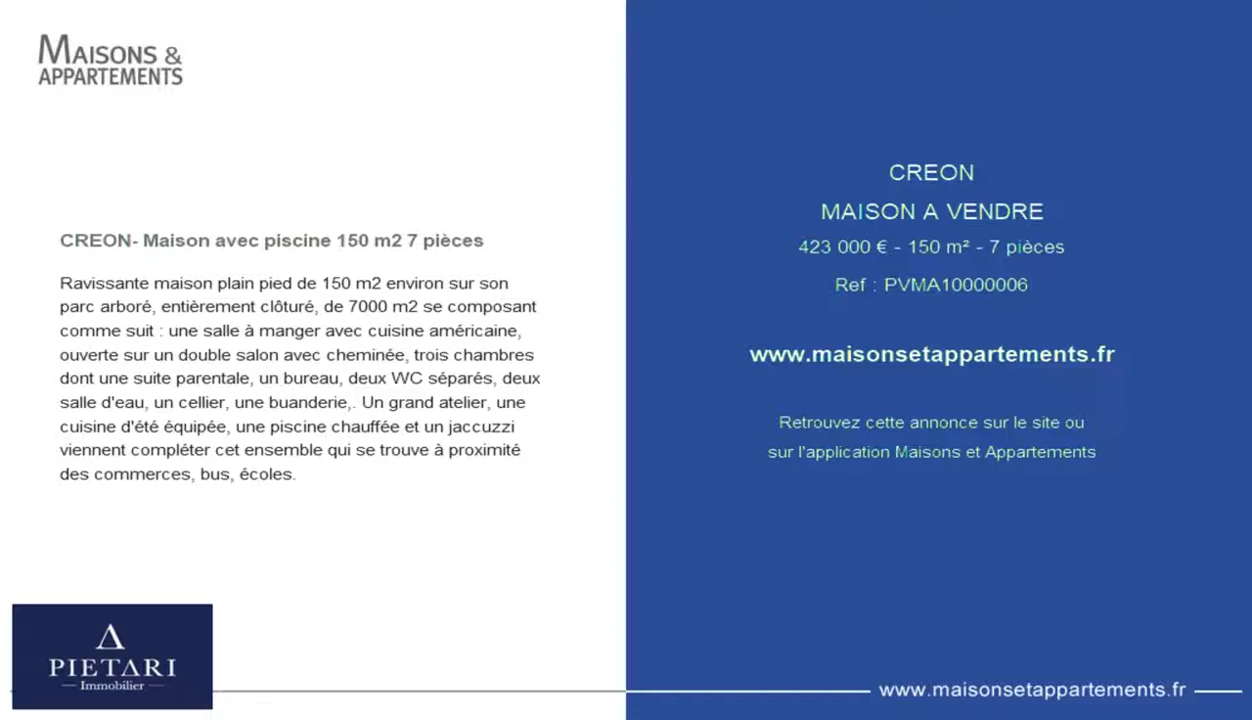 MAISONS &
APPARTEMENTS
CREON- Maison avec piscine 150 m2 7 pièces
Ravissante maison plain pied de 150 m2 environ sur son
parc arboré, entièrement clôturé, de 7000 m2 se composant
comme suit : une salle à manger avec cuisine américaine,
ouverte sur un double salon avec cheminée, trois chambres
dont une suite parentale, un bureau, deux WC séparés, deux
salle d'eau, un cellier, une buanderie,. Un grand atelier, une
cuisine d'été équipée, une piscine chauffée et un jaccuzzi
viennent compléter cet ensemble qui se trouve à proximité
des commerces, bus, écoles.
PIETARI
Immobilier
CREON
MAISON A VENDRE
423 000 € - 150 m² - 7 pièces
Ref : PVMA10000006
www.maisonsetappartements.fr
Retrouvez cette annonce sur le site ou
sur l'application Maisons et Appartements
www.maisonsetappartements.fr